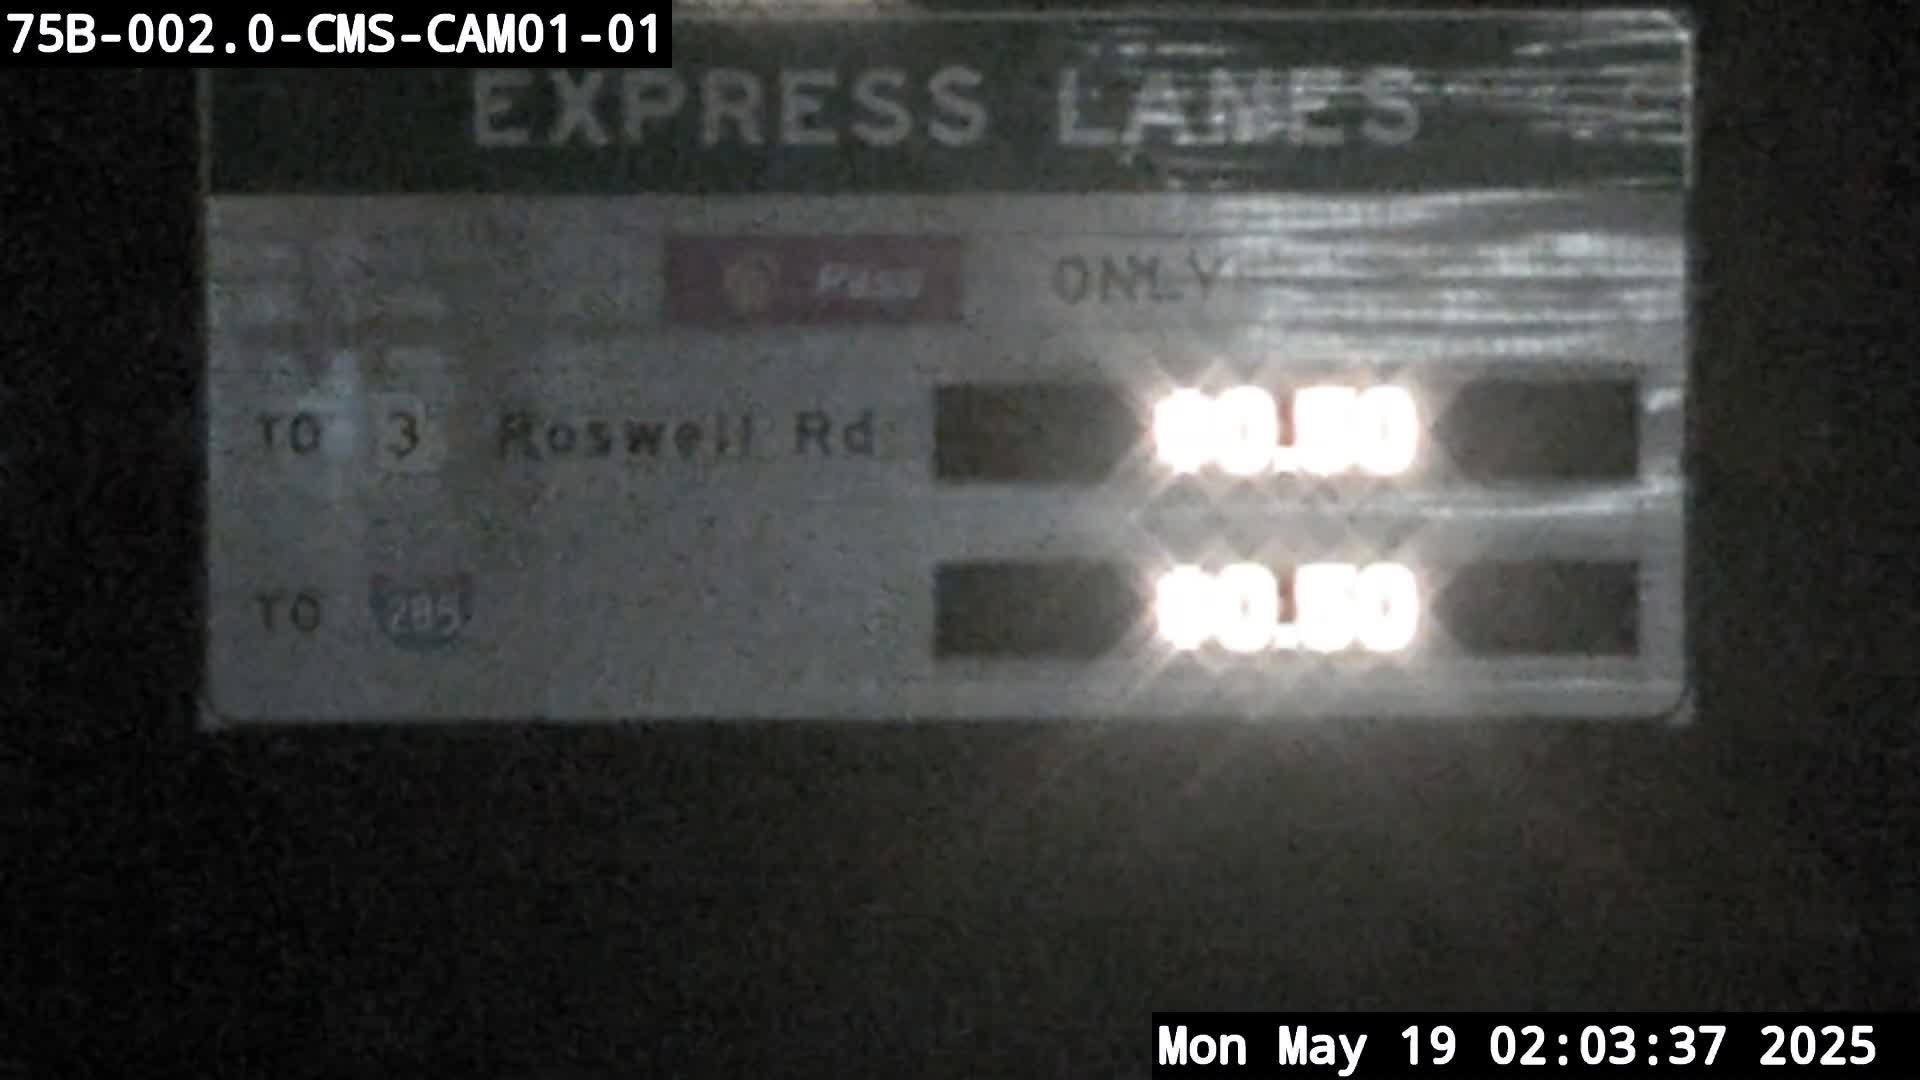 75B-002.0-CMS-CAM01-01
EXPRESS LANES
Pass ONLY
TO 3 Roswell Rd $0.50
TO 285 $0.50
Mon May 19 02:03:37 2025